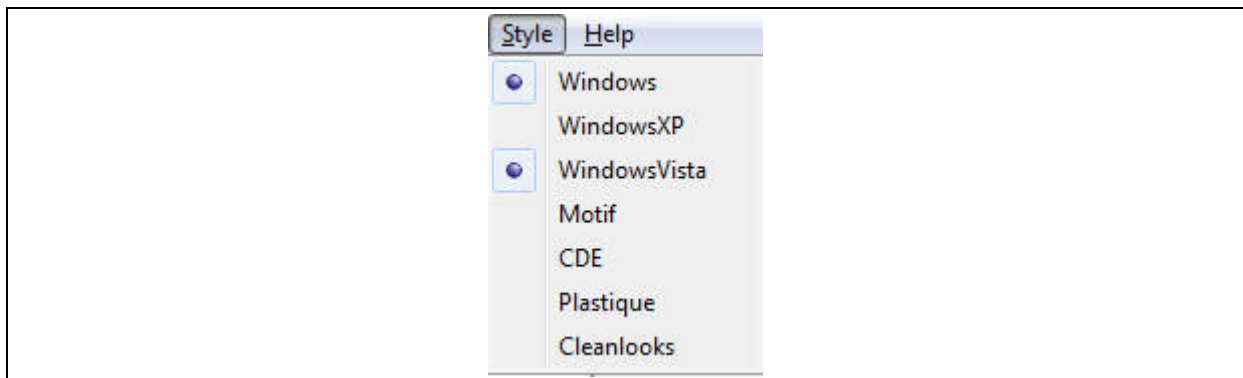 Style Help
Windows
WindowsXP
WindowsVista
Motif
CDE
Plastique
Cleanlooks